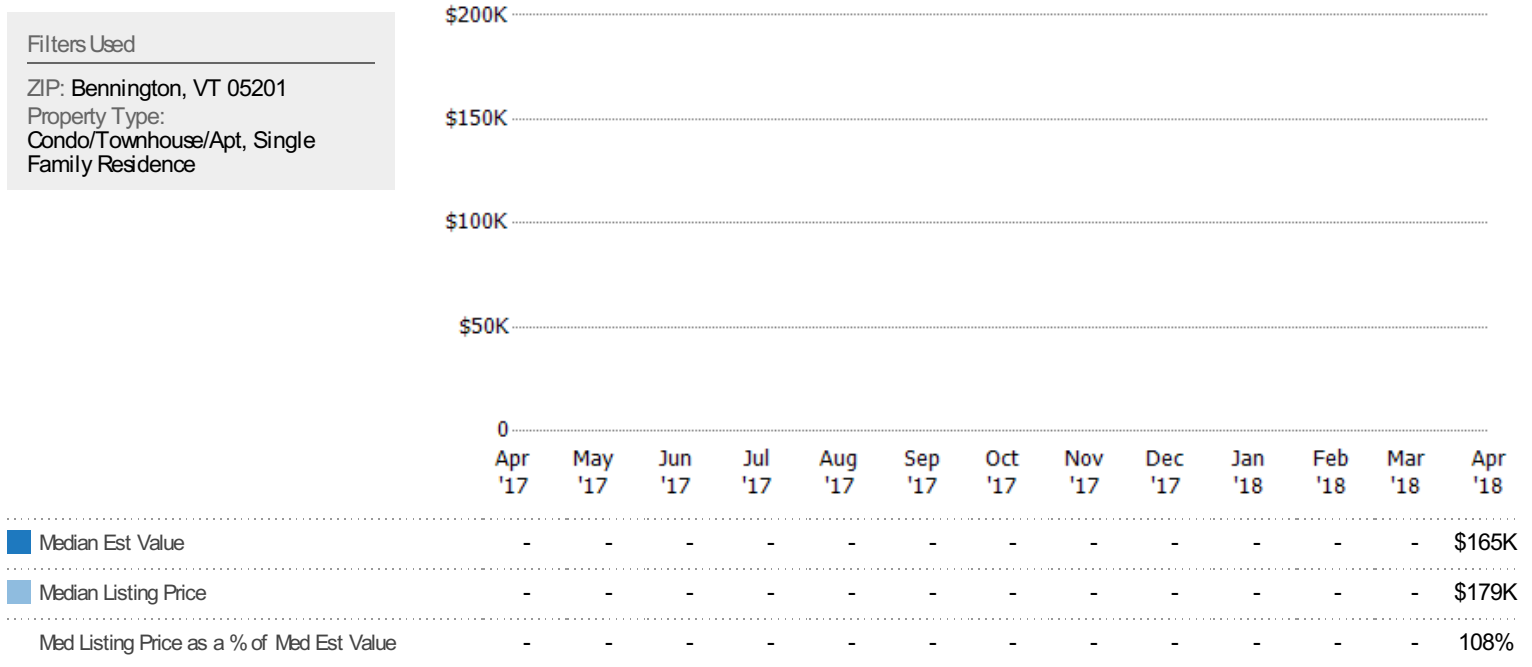 Filters Used
ZIP: Bennington, VT 05201
Property Type:
Condo/Townhouse/Apt, Single
Family Residence
$200K
$150K
$100K
$50K
0
Apr May Jun Jul Aug Sep Oct Nov Dec Jan Feb Mar Apr
'17 '17 '17 '17 '17 '17 '17 '17 '17 '18 '18 '18 '18
Median Est Value - - - - - - - - - - - - $165K
Median Listing Price - - - - - - - - - - - - $179K
Med Listing Price as a % of Med Est Value - - - - - - - - - - - - 108%